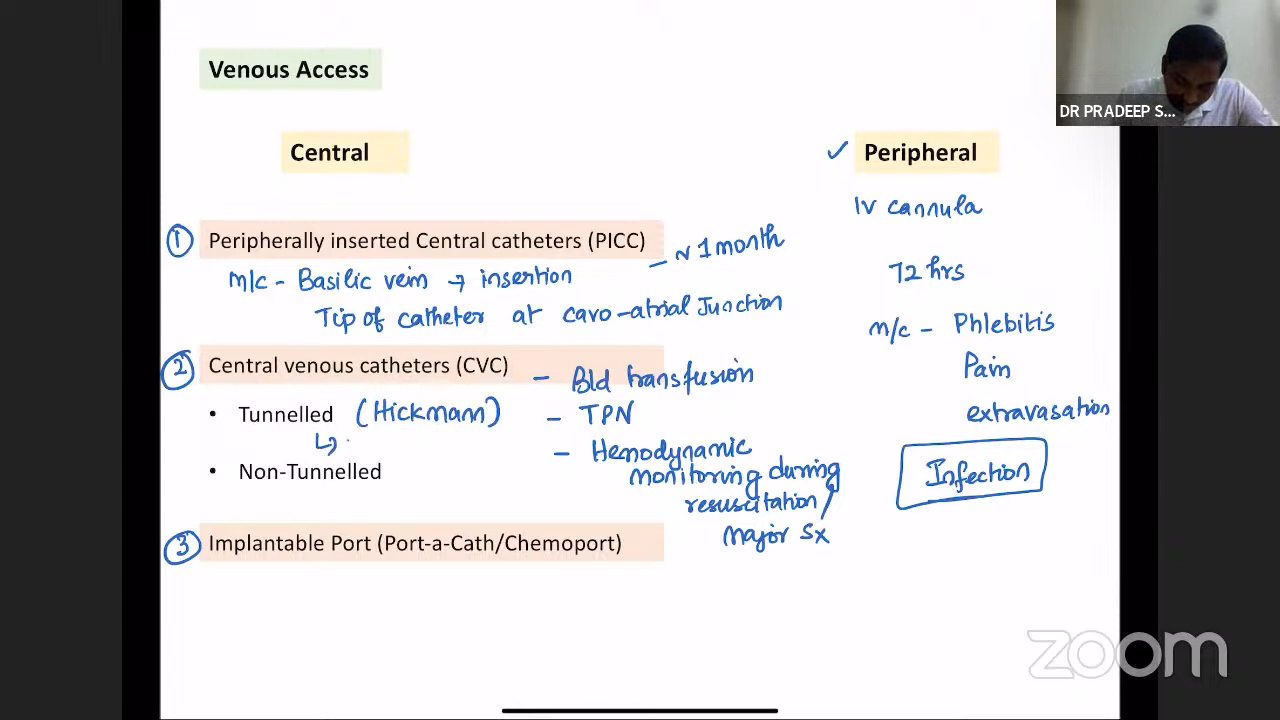 DR PRADEEP S...
Venous Access
Central
① Peripherally inserted Central catheters (PICC)
– ~ 1 month
m/c - Basilic vein → insertion
Tip of catheter at cavo-atrial Junction
② Central venous catheters (CVC)
– Bld transfusion
• Tunnelled (Hickmam)
– TPN
– Hemodynamic
monitoring during
resuscitation /
major Sx
• Non-Tunnelled
③ Implantable Port (Port-a-Cath/Chemoport)
✓ Peripheral
IV cannula
72 hrs
m/c - Phlebitis
Pain
extravasation
Infection
zoom